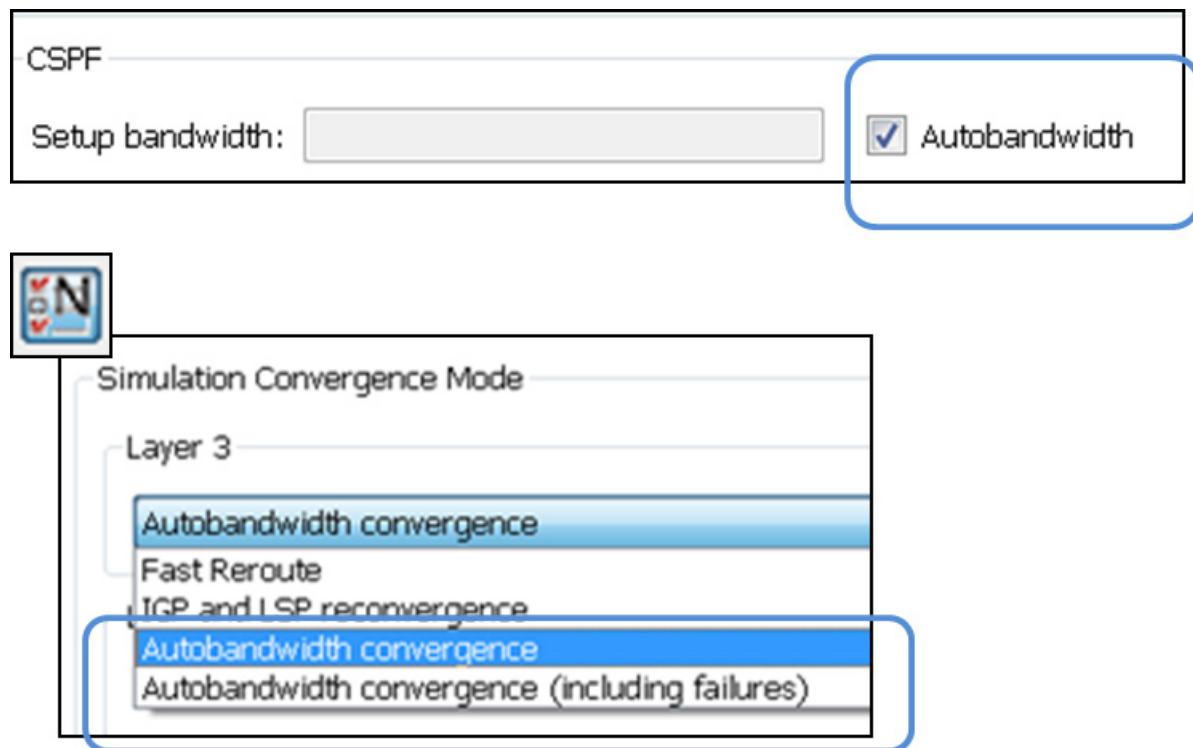 CSPF
Setup bandwidth:
Autobandwidth
N
Simulation Convergence Mode
Layer 3
Autobandwidth convergence
Fast Reroute
IGP and LSP reconvergence
Autobandwidth convergence
Autobandwidth convergence (including failures)